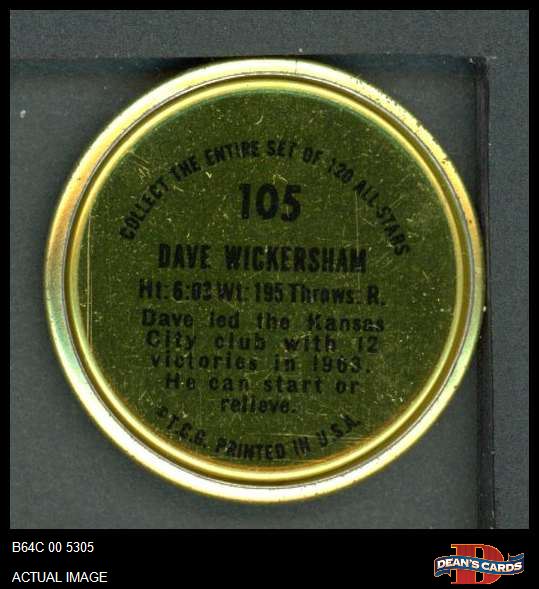 COLLECT THE ENTIRE SET OF 120 ALL-STARS
105
DAVE WICKERSHAM
Ht: 6:03 Wt: 195 Throws: R.
Dave led the Kansas
City club with 12
victories in 1963.
He can start or
relieve.
©T.C.G. PRINTED IN U.S.A.
B64C 00 5305
ACTUAL IMAGE
D
DEAN'S CARDS